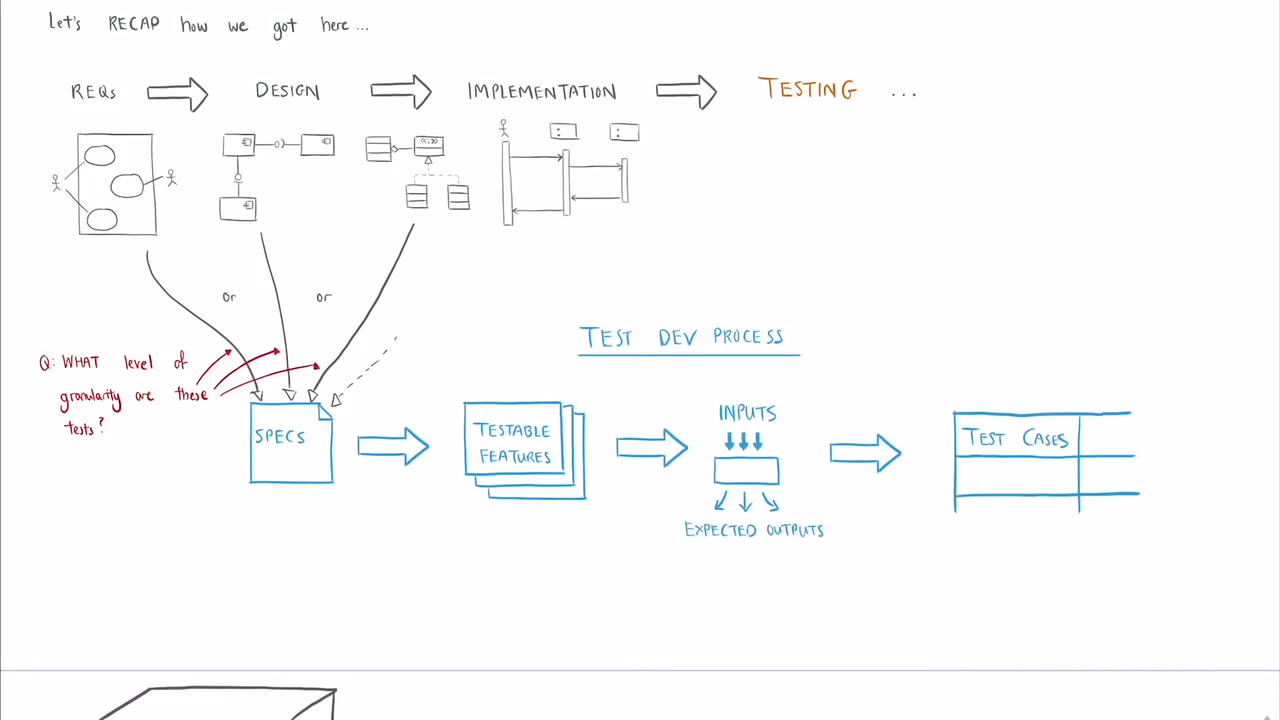 Let's RECAP how we got here...
REQs DESIGN IMPLEMENTATION TESTING ...
«i»
: :
or or
Q: WHAT level of
granularity are these
tests?
TEST DEV PROCESS
SPECS
TESTABLE
FEATURES
INPUTS
EXPECTED OUTPUTS
TEST CASES